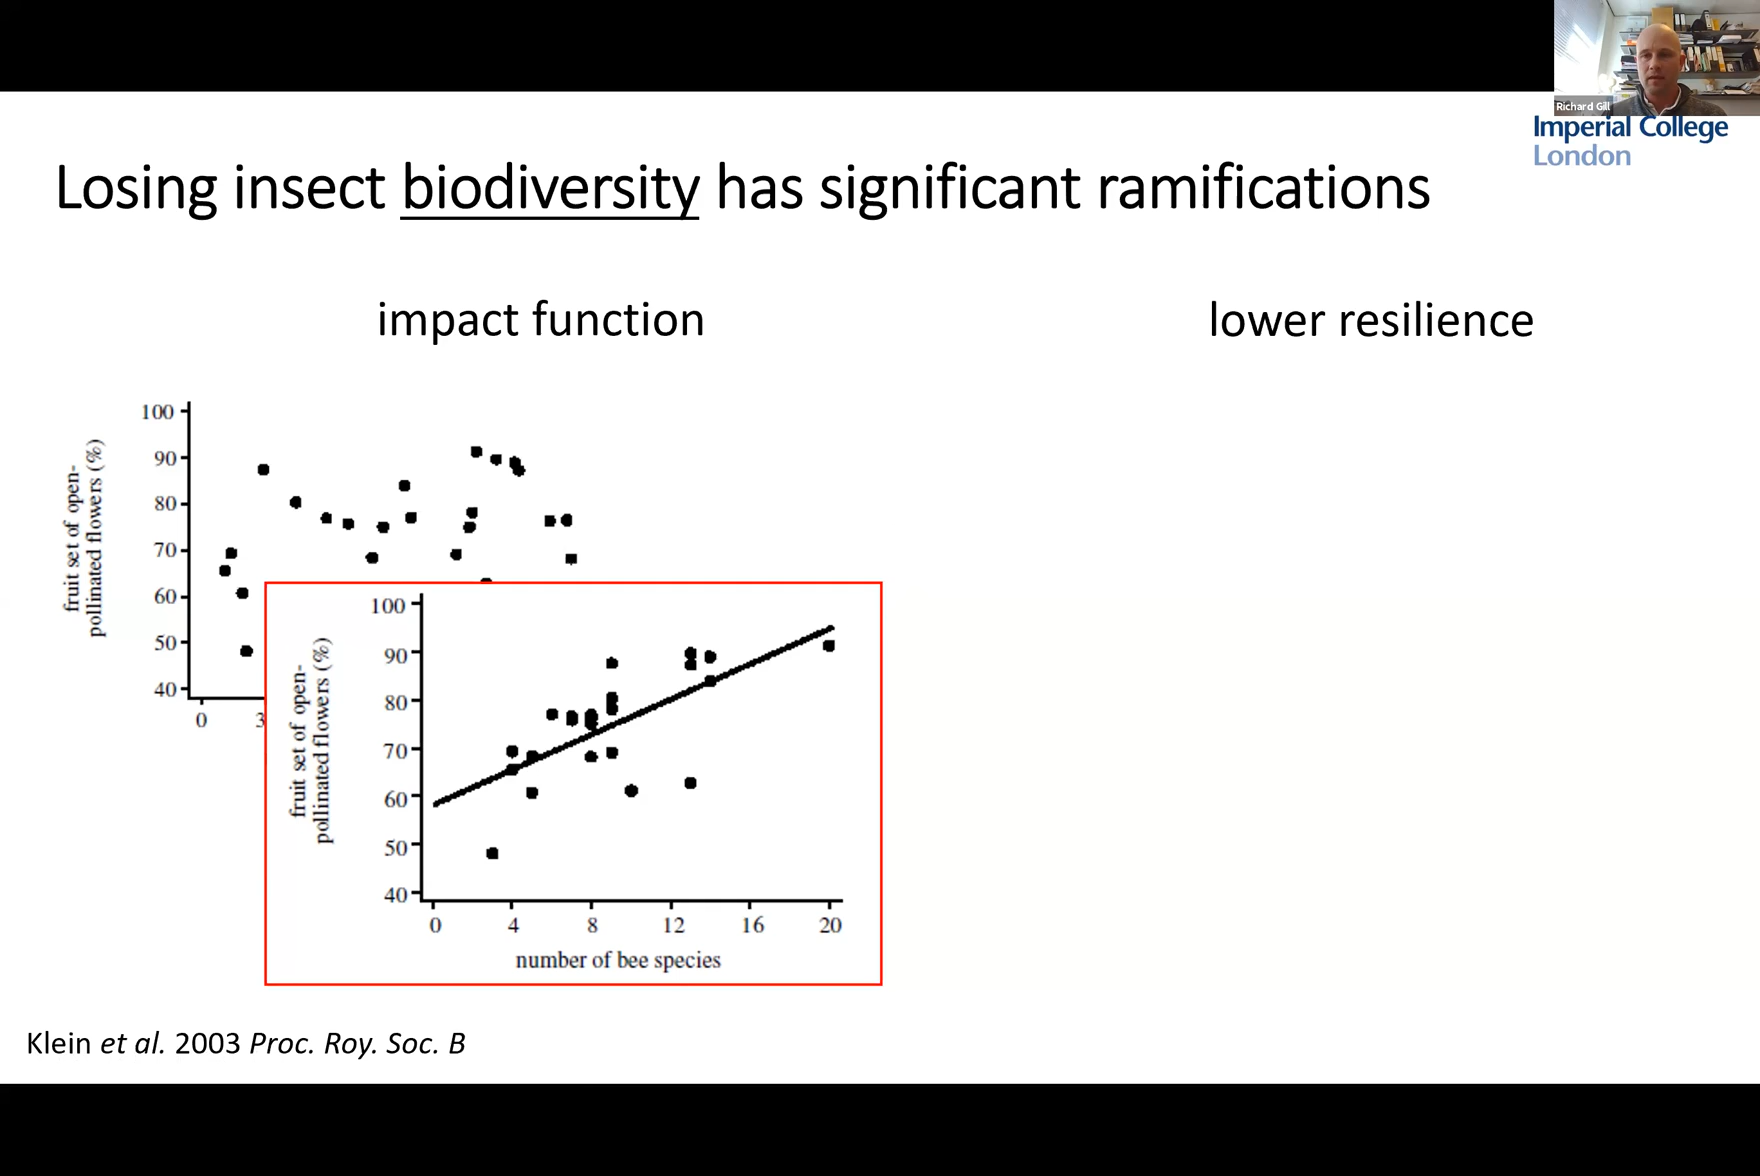 Richard Gill
Imperial College
London
Losing insect biodiversity has significant ramifications
impact function
lower resilience
fruit set of open-
pollinated flowers (%)
100
90
80
70
60
50
40
0
3
fruit set of open-
pollinated flowers (%)
100
90
80
70
60
50
40
0 4 8 12 16 20
number of bee species
Klein et al. 2003 Proc. Roy. Soc. B